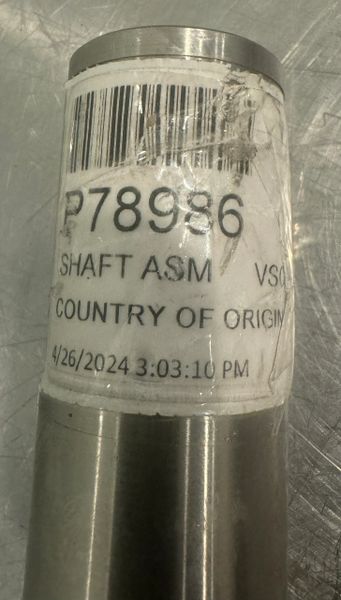 P78986
SHAFT ASM
COUNTRY OF ORIGIN
4/26/2024 3:03:10 PM